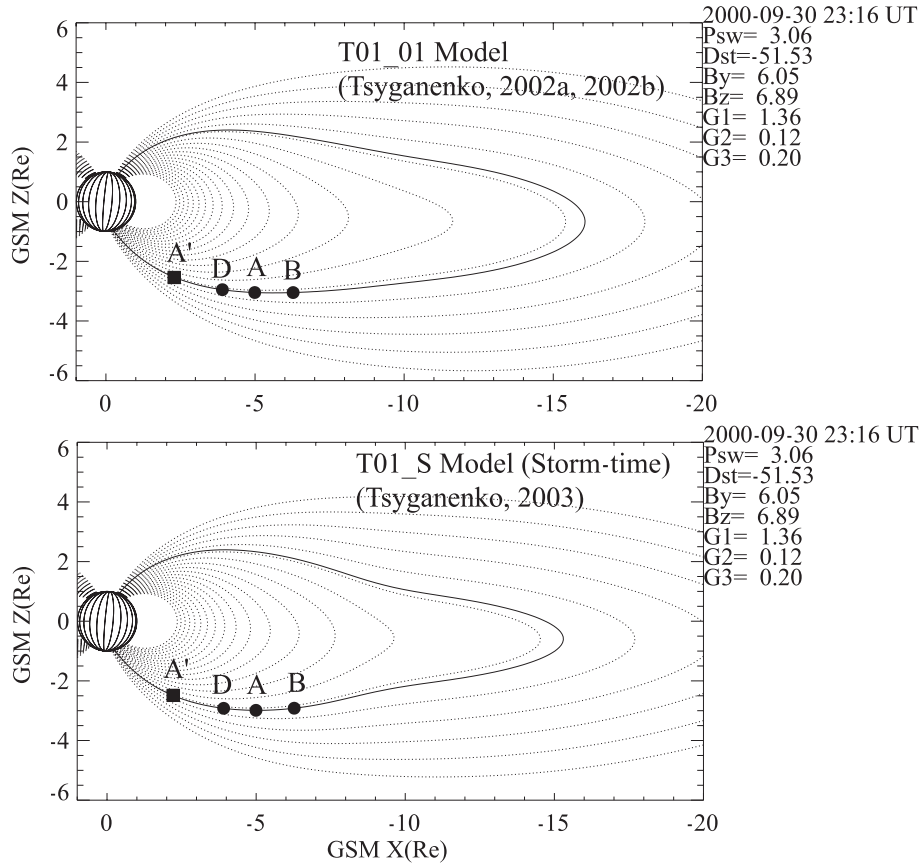 2000-09-30 23:16 UT
Psw= 3.06
Dst=-51.53
By= 6.05
Bz= 6.89
G1= 1.36
G2= 0.12
G3= 0.20
T01_01 Model
(Tsyganenko, 2002a, 2002b)
GSM Z(Re)
6
4
2
0
-2
-4
-6
A' D A B
0 -5 -10 -15 -20
2000-09-30 23:16 UT
Psw= 3.06
Dst=-51.53
By= 6.05
Bz= 6.89
G1= 1.36
G2= 0.12
G3= 0.20
T01_S Model (Storm-time)
(Tsyganenko, 2003)
GSM Z(Re)
6
4
2
0
-2
-4
-6
A' D A B
0 -5 -10 -15 -20
GSM X(Re)